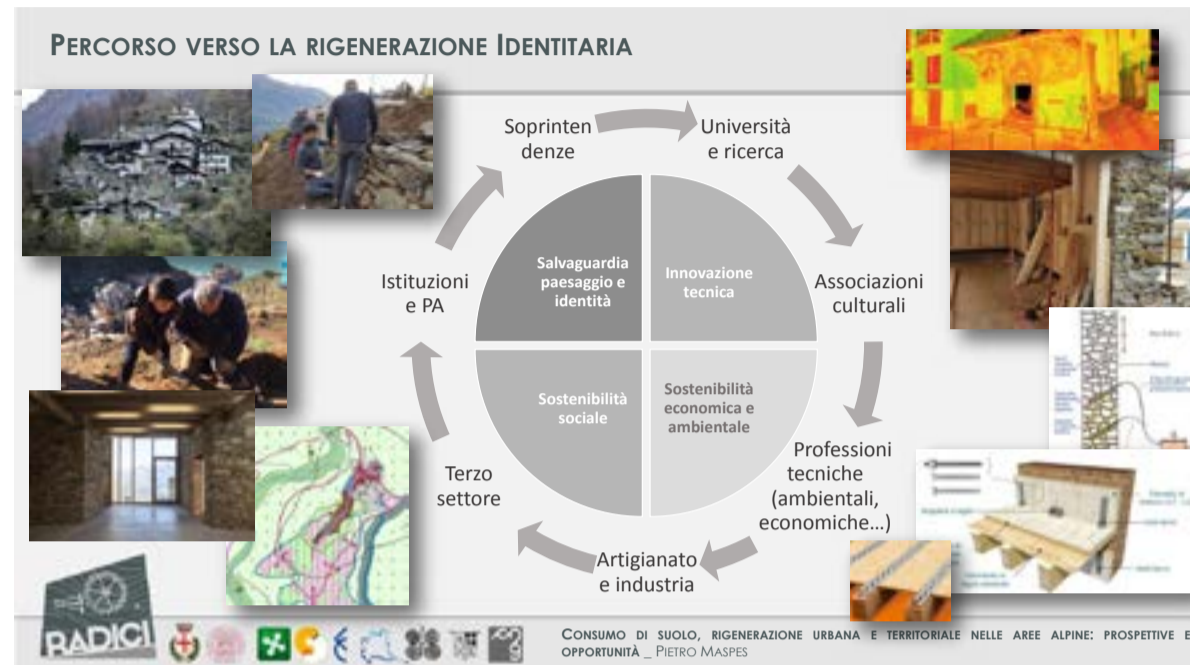 PERCORSO VERSO LA RIGENERAZIONE IDENTITARIA
Soprinten
denze
Università
e ricerca
Istituzioni
e PA
Salvaguardia
paesaggio e
identità
Innovazione
tecnica
Associazioni
culturali
Sostenibilità
sociale
Sostenibilità
economica e
ambientale
Terzo
settore
Professioni
tecniche
(ambientali,
economiche...)
Artigianato
e industria
RADICI
CONSUMO DI SUOLO, RIGENERAZIONE URBANA E TERRITORIALE NELLE AREE ALPINE: PROSPETTIVE E
OPPORTUNITÀ _ PIETRO MASPES